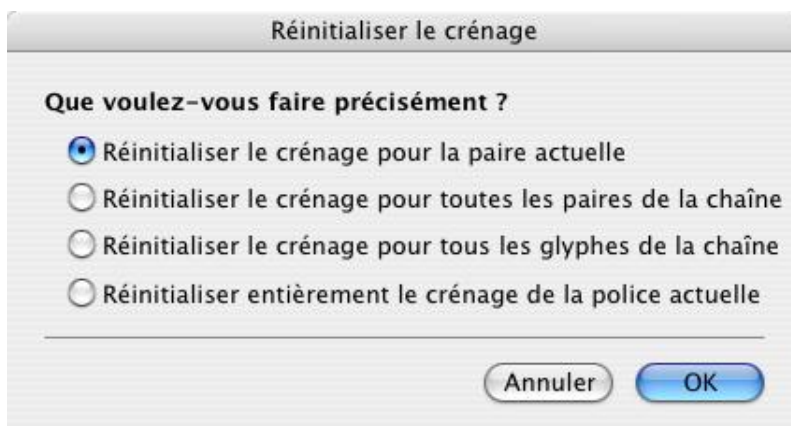 Réinitialiser le crénage
Que voulez-vous faire précisément ?
Réinitialiser le crénage pour la paire actuelle
Réinitialiser le crénage pour toutes les paires de la chaîne
Réinitialiser le crénage pour tous les glyphes de la chaîne
Réinitialiser entièrement le crénage de la police actuelle
Annuler OK